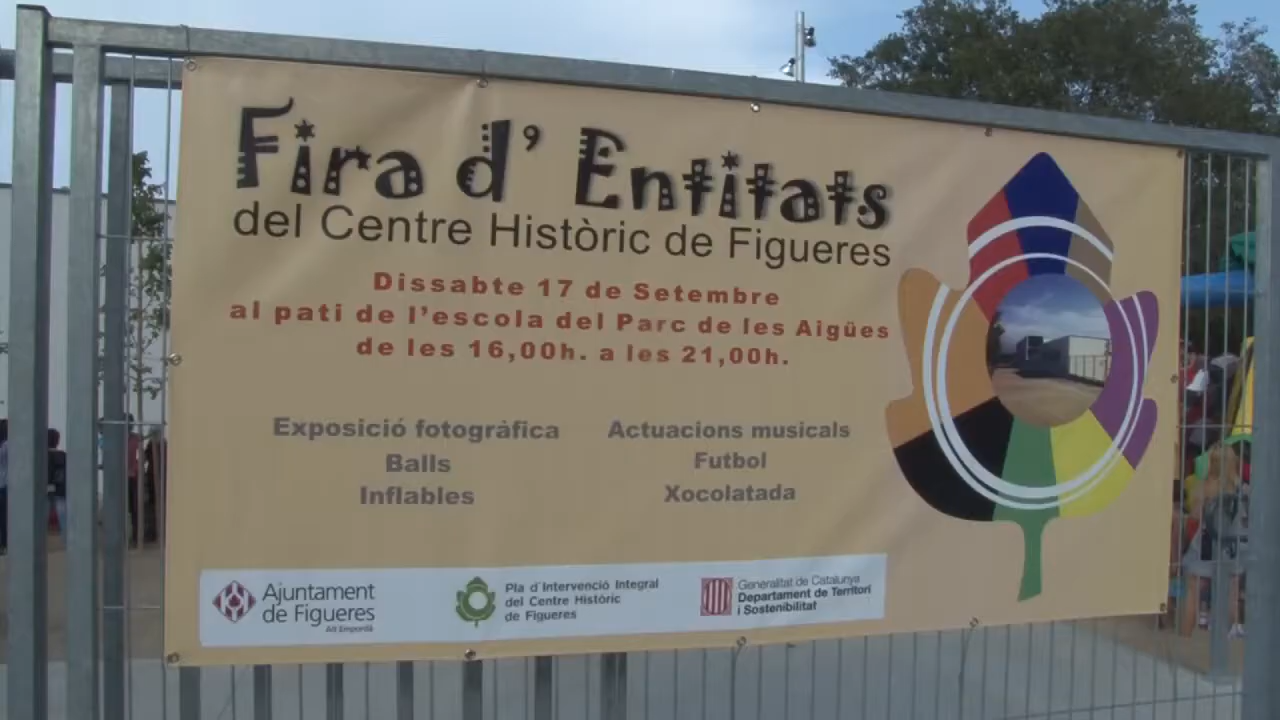 Fira d' Entitats
del Centre Històric de Figueres
Dissabte 17 de Setembre
al pati de l'escola del Parc de les Aigües
de les 16,00h. a les 21,00h.
Exposició fotogràfica
Balls
Inflables
Actuacions musicals
Futbol
Xocolatada
Ajuntament
de Figueres
Alt Empordà
Pla d'Intervenció Integral
del Centre Històric
de Figueres
Generalitat de Catalunya
Departament de Territori
i Sostenibilitat